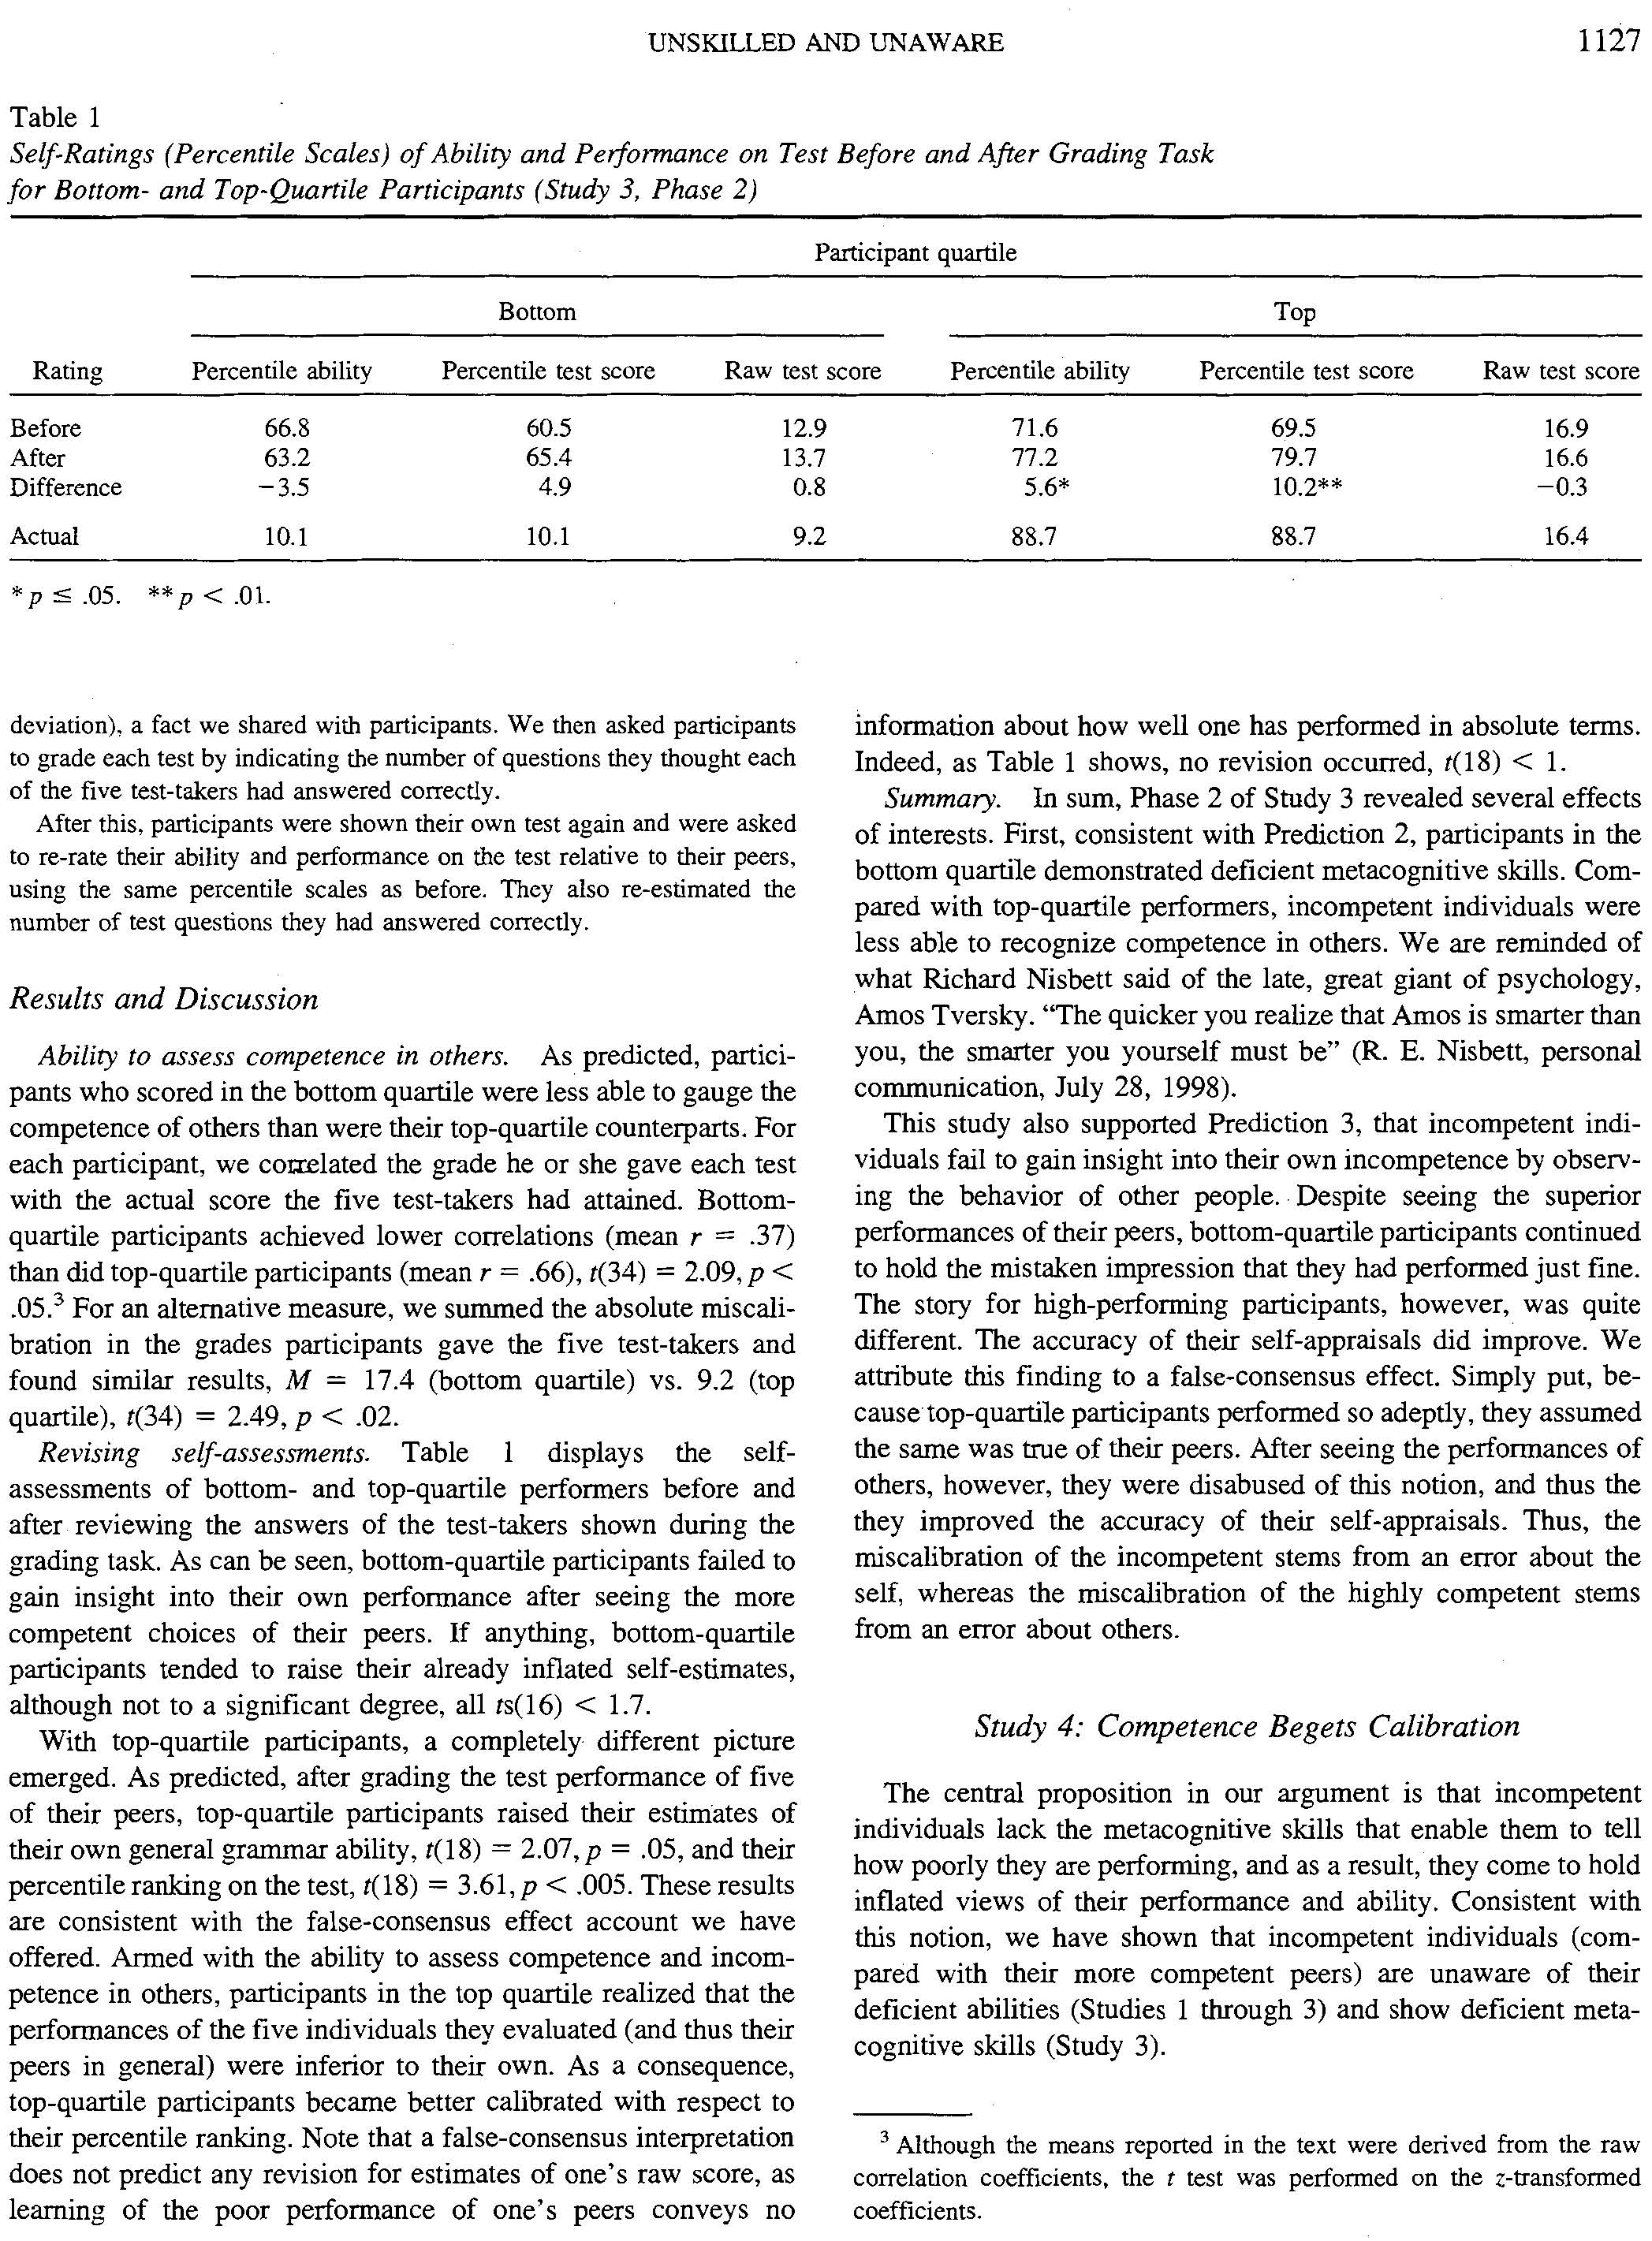 UNSKILLED AND UNAWARE 1127
Table 1
Self-Ratings (Percentile Scales) of Ability and Performance on Test Before and After Grading Task
for Bottom- and Top-Quartile Participants (Study 3, Phase 2)
Participant quartile
Bottom Top
Rating Percentile ability Percentile test score Raw test score Percentile ability Percentile test score Raw test score
Before 66.8 60.5 12.9 71.6 69.5 16.9
After 63.2 65.4 13.7 77.2 79.7 16.6
Difference −3.5 4.9 0.8 5.6* 10.2** −0.3
Actual 10.1 10.1 9.2 88.7 88.7 16.4
* p ≤ .05. ** p < .01.
deviation), a fact we shared with participants. We then asked participants
to grade each test by indicating the number of questions they thought each
of the five test-takers had answered correctly.
After this, participants were shown their own test again and were asked
to re-rate their ability and performance on the test relative to their peers,
using the same percentile scales as before. They also re-estimated the
number of test questions they had answered correctly.
Results and Discussion
Ability to assess competence in others. As predicted, partici-
pants who scored in the bottom quartile were less able to gauge the
competence of others than were their top-quartile counterparts. For
each participant, we correlated the grade he or she gave each test
with the actual score the five test-takers had attained. Bottom-
quartile participants achieved lower correlations (mean r = .37)
than did top-quartile participants (mean r = .66), t(34) = 2.09, p <
.05.³ For an alternative measure, we summed the absolute miscali-
bration in the grades participants gave the five test-takers and
found similar results, M = 17.4 (bottom quartile) vs. 9.2 (top
quartile), t(34) = 2.49, p < .02.
Revising self-assessments. Table 1 displays the self-
assessments of bottom- and top-quartile performers before and
after reviewing the answers of the test-takers shown during the
grading task. As can be seen, bottom-quartile participants failed to
gain insight into their own performance after seeing the more
competent choices of their peers. If anything, bottom-quartile
participants tended to raise their already inflated self-estimates,
although not to a significant degree, all ts(16) < 1.7.
With top-quartile participants, a completely different picture
emerged. As predicted, after grading the test performance of five
of their peers, top-quartile participants raised their estimates of
their own general grammar ability, t(18) = 2.07, p = .05, and their
percentile ranking on the test, t(18) = 3.61, p < .005. These results
are consistent with the false-consensus effect account we have
offered. Armed with the ability to assess competence and incom-
petence in others, participants in the top quartile realized that the
performances of the five individuals they evaluated (and thus their
peers in general) were inferior to their own. As a consequence,
top-quartile participants became better calibrated with respect to
their percentile ranking. Note that a false-consensus interpretation
does not predict any revision for estimates of one's raw score, as
learning of the poor performance of one's peers conveys no
information about how well one has performed in absolute terms.
Indeed, as Table 1 shows, no revision occurred, t(18) < 1.
Summary. In sum, Phase 2 of Study 3 revealed several effects
of interests. First, consistent with Prediction 2, participants in the
bottom quartile demonstrated deficient metacognitive skills. Com-
pared with top-quartile performers, incompetent individuals were
less able to recognize competence in others. We are reminded of
what Richard Nisbett said of the late, great giant of psychology,
Amos Tversky. “The quicker you realize that Amos is smarter than
you, the smarter you yourself must be” (R. E. Nisbett, personal
communication, July 28, 1998).
This study also supported Prediction 3, that incompetent indi-
viduals fail to gain insight into their own incompetence by observ-
ing the behavior of other people. Despite seeing the superior
performances of their peers, bottom-quartile participants continued
to hold the mistaken impression that they had performed just fine.
The story for high-performing participants, however, was quite
different. The accuracy of their self-appraisals did improve. We
attribute this finding to a false-consensus effect. Simply put, be-
cause top-quartile participants performed so adeptly, they assumed
the same was true of their peers. After seeing the performances of
others, however, they were disabused of this notion, and thus the
they improved the accuracy of their self-appraisals. Thus, the
miscalibration of the incompetent stems from an error about the
self, whereas the miscalibration of the highly competent stems
from an error about others.
Study 4: Competence Begets Calibration
The central proposition in our argument is that incompetent
individuals lack the metacognitive skills that enable them to tell
how poorly they are performing, and as a result, they come to hold
inflated views of their performance and ability. Consistent with
this notion, we have shown that incompetent individuals (com-
pared with their more competent peers) are unaware of their
deficient abilities (Studies 1 through 3) and show deficient meta-
cognitive skills (Study 3).
³ Although the means reported in the text were derived from the raw
correlation coefficients, the t test was performed on the z-transformed
coefficients.